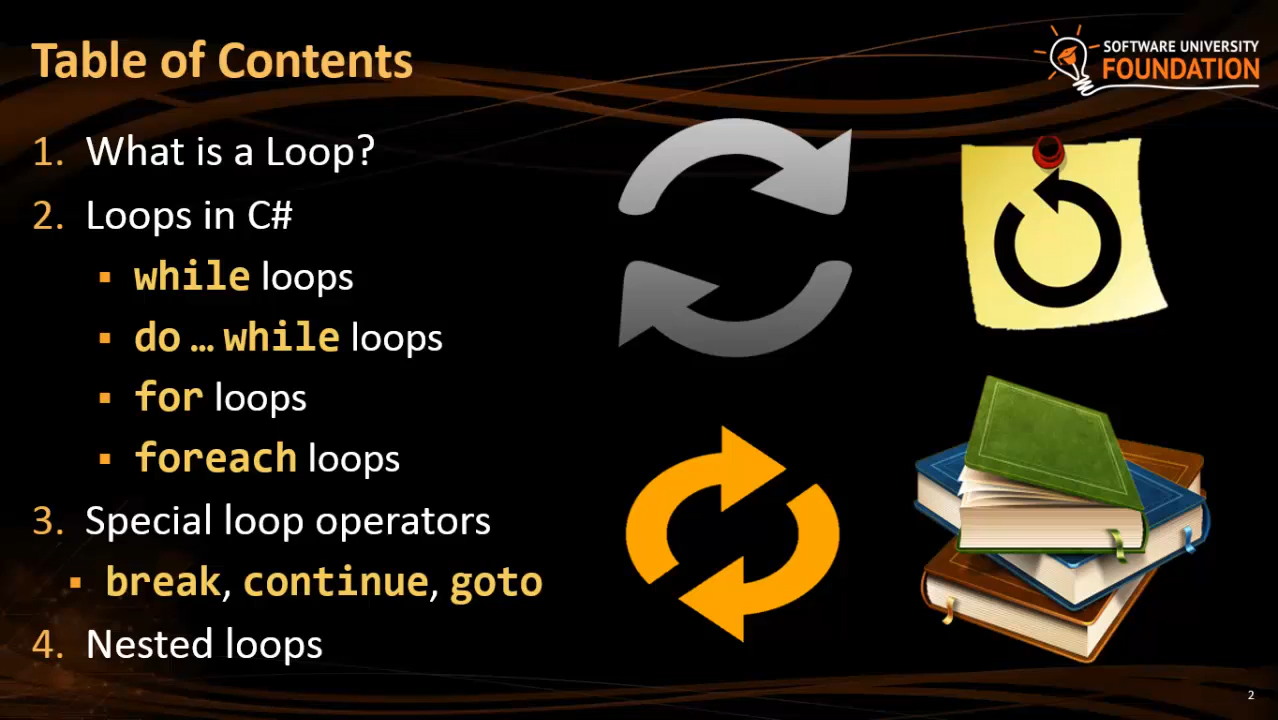 Table of Contents
SOFTWARE UNIVERSITY
FOUNDATION
1. What is a Loop?
2. Loops in C#
▪ while loops
▪ do … while loops
▪ for loops
▪ foreach loops
3. Special loop operators
▪ break, continue, goto
4. Nested loops
2